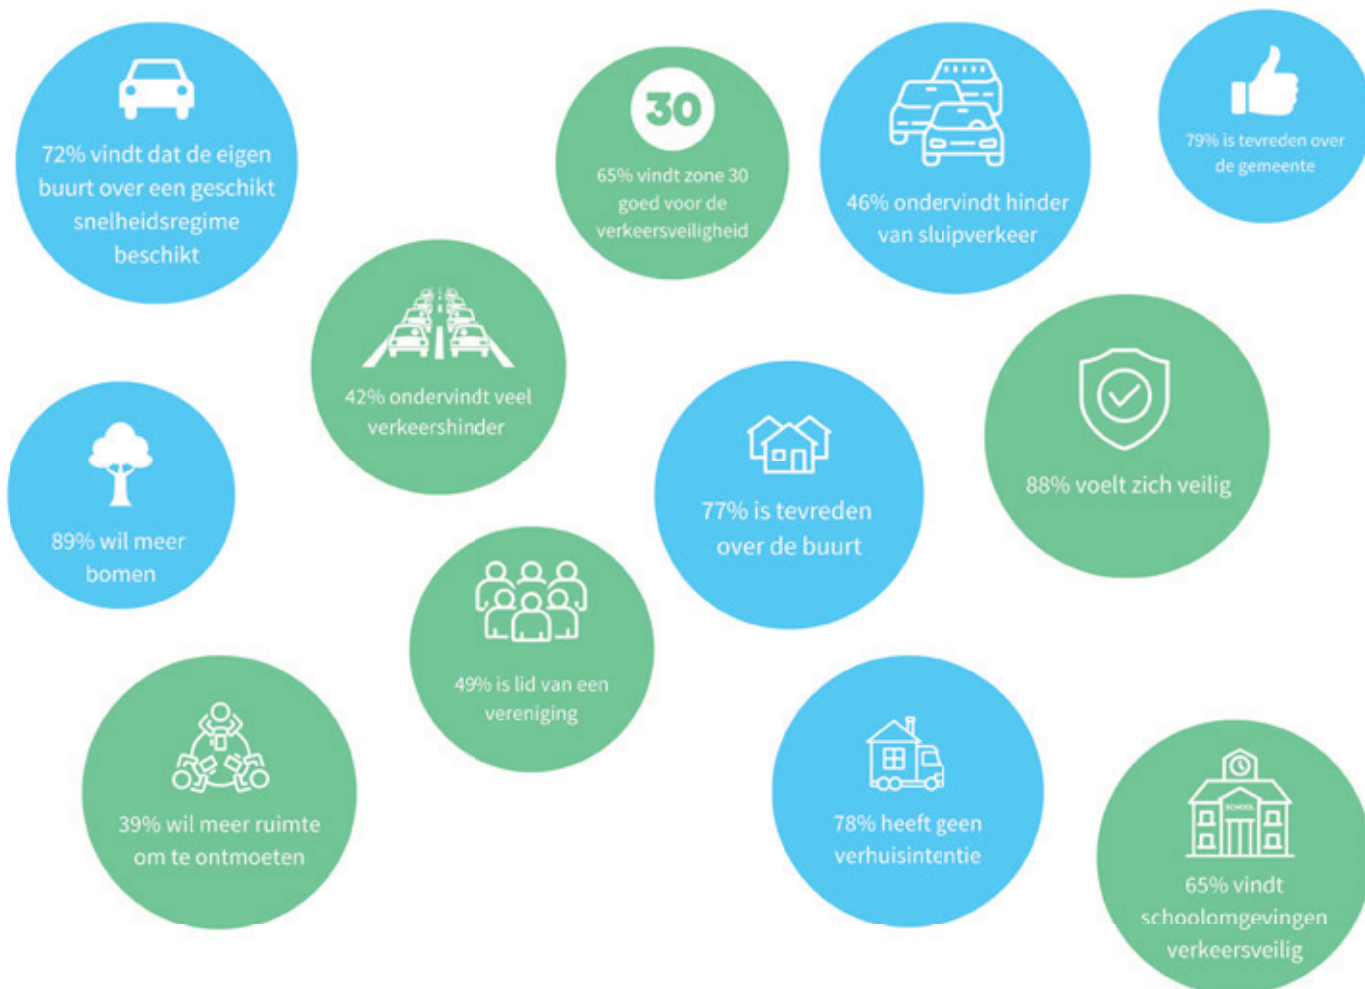 72% vindt dat de eigen
buurt over een geschikt
snelheidsregime
beschikt
30
65% vindt zone 30
goed voor de
verkeersveiligheid
46% ondervindt hinder
van sluipverkeer
79% is tevreden over
de gemeente
42% ondervindt veel
verkeershinder
89% wil meer
bomen
77% is tevreden
over de buurt
88% voelt zich veilig
49% is lid van een
vereniging
39% wil meer ruimte
om te ontmoeten
78% heeft geen
verhuisintentie
SCHOOL
65% vindt
schoolomgevingen
verkeersveilig